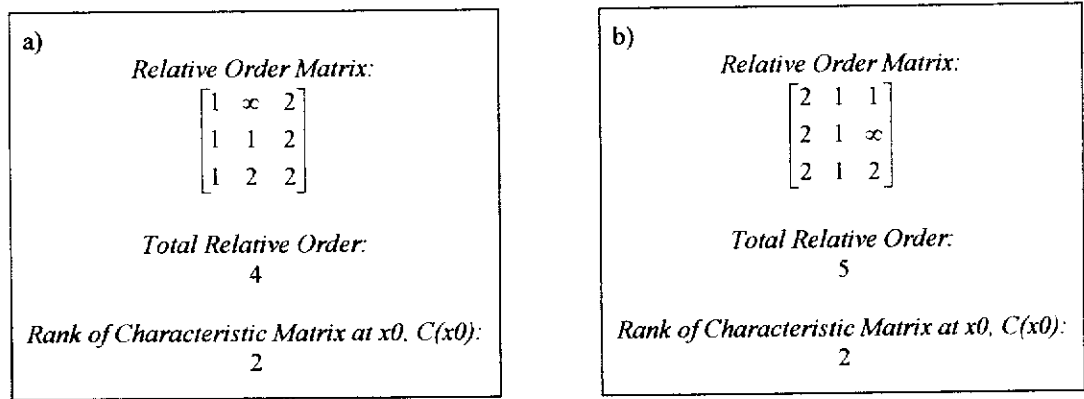 a)
Relative Order Matrix:
1 ∞ 2
1 1 2
1 2 2
Total Relative Order:
4
Rank of Characteristic Matrix at x0, C(x0):
2
b)
Relative Order Matrix:
2 1 1
2 1 ∞
2 1 2
Total Relative Order:
5
Rank of Characteristic Matrix at x0, C(x0):
2